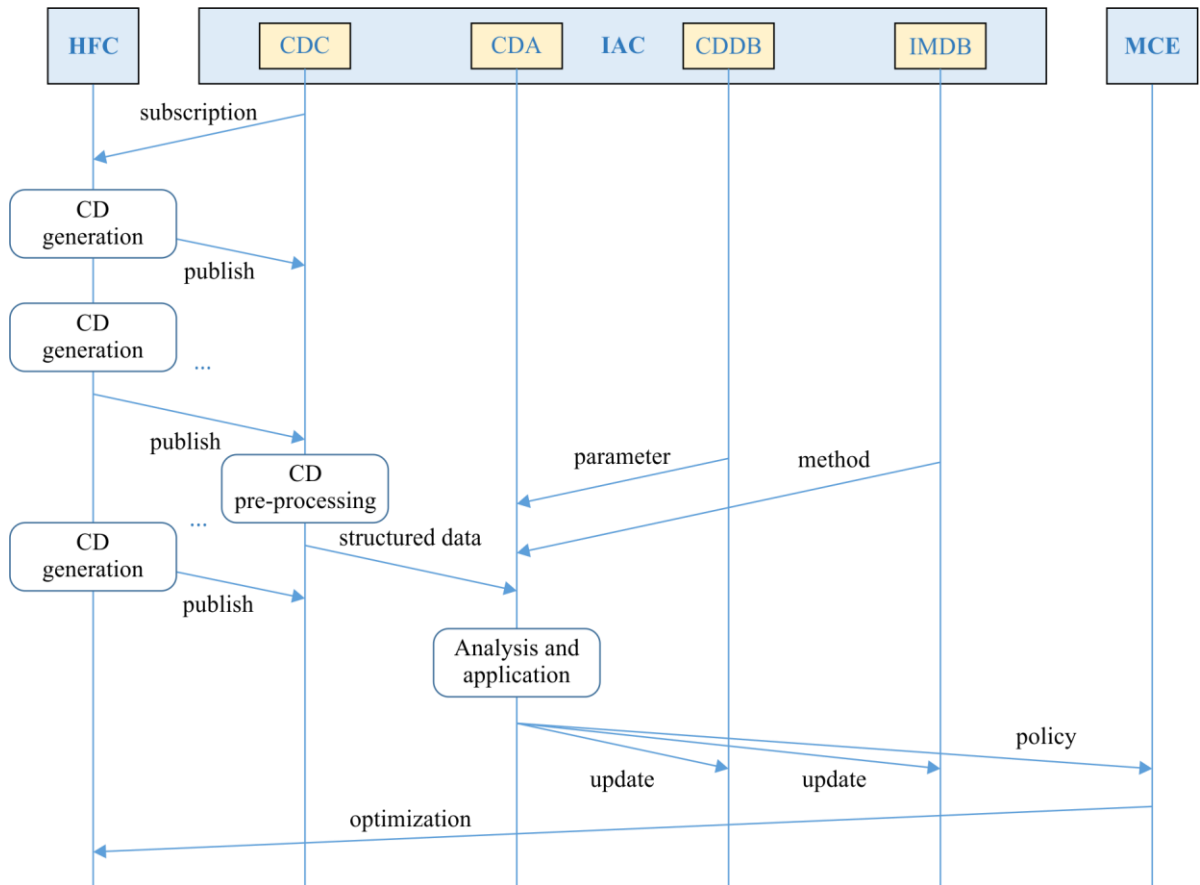 HFC
CDC
CDA
IAC
CDDB
IMDB
MCE
subscription
CD
generation
publish
CD
generation
...
publish
parameter
method
CD
pre-processing
...
CD
generation
structured data
publish
Analysis and
application
policy
update
update
optimization